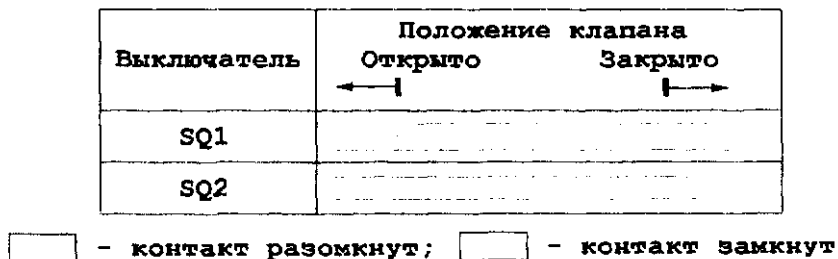 Выключатель
Положение клапана
Открыто Закрыто
SQ1
SQ2
- контакт разомкнут; - контакт замкнут